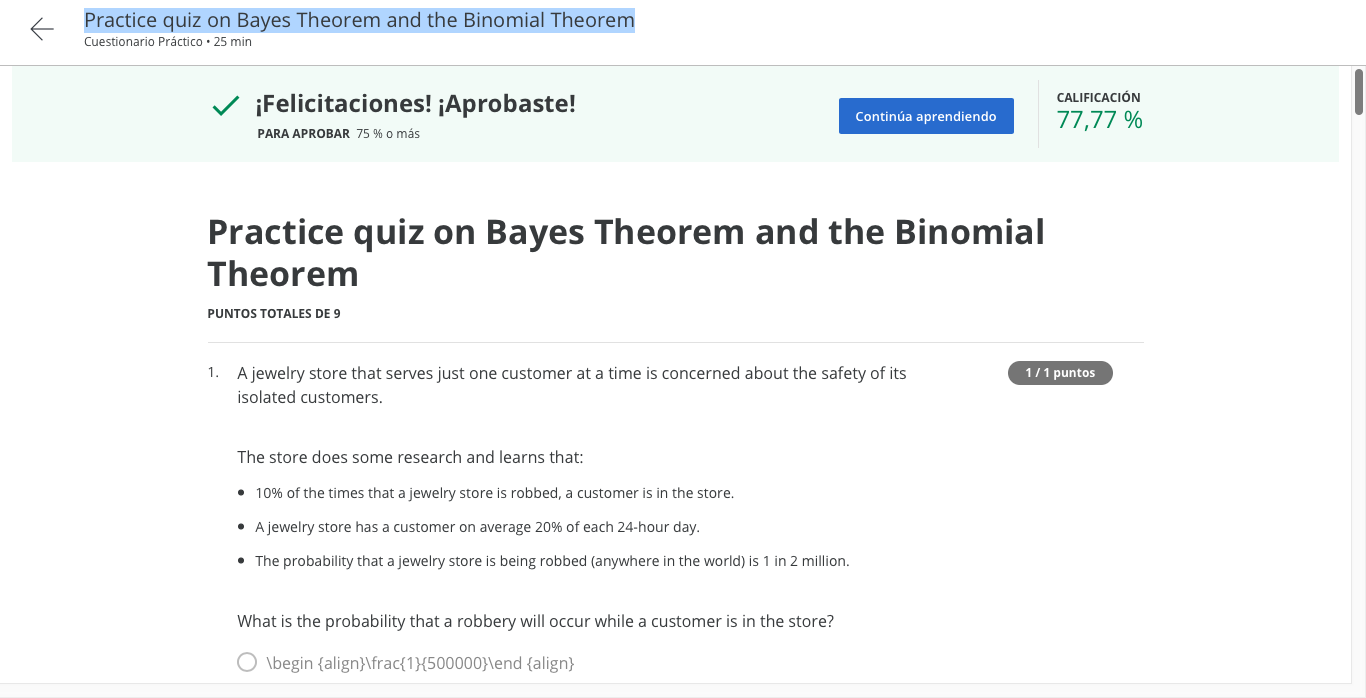 Practice quiz on Bayes Theorem and the Binomial Theorem
Cuestionario Práctico • 25 min
¡Felicitaciones! ¡Aprobaste!
PARA APROBAR 75 % o más
Continúa aprendiendo
CALIFICACIÓN
77,77 %
Practice quiz on Bayes Theorem and the Binomial
Theorem
PUNTOS TOTALES DE 9
1. A jewelry store that serves just one customer at a time is concerned about the safety of its
isolated customers.
1 / 1 puntos
The store does some research and learns that:
• 10% of the times that a jewelry store is robbed, a customer is in the store.
• A jewelry store has a customer on average 20% of each 24-hour day.
• The probability that a jewelry store is being robbed (anywhere in the world) is 1 in 2 million.
What is the probability that a robbery will occur while a customer is in the store?
\begin {align}\frac{1}{500000}\end {align}